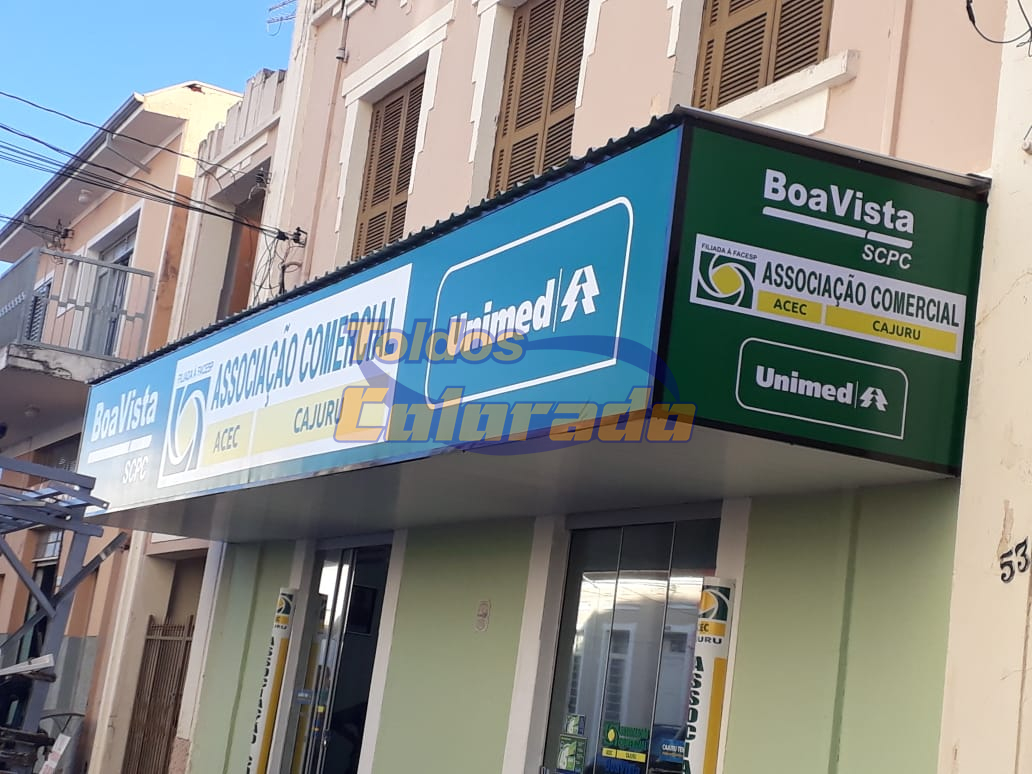 BoaVista
SCPC
FILIADA À FACESP
ASSOCIAÇÃO COMERCIAL
ACEC
CAJURU
Unimed
Toldos
Colorado
BoaVista
SCPC
FILIADA À FACESP
ASSOCIAÇÃO COMERCIAL
ACEC
CAJURU
Unimed
53
ASSOCIA